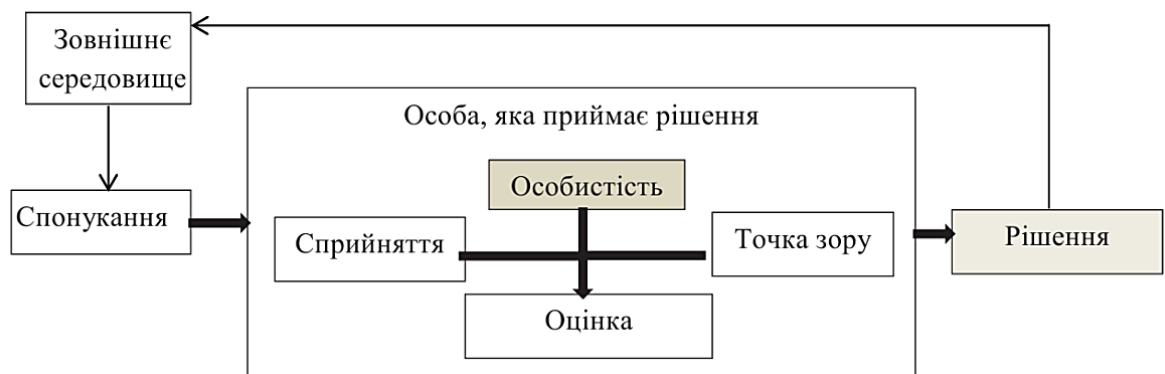 Зовнішнє
середовище
Особа, яка приймає рішення
Особистість
Спонукання
Сприйняття
Точка зору
Рішення
Оцінка